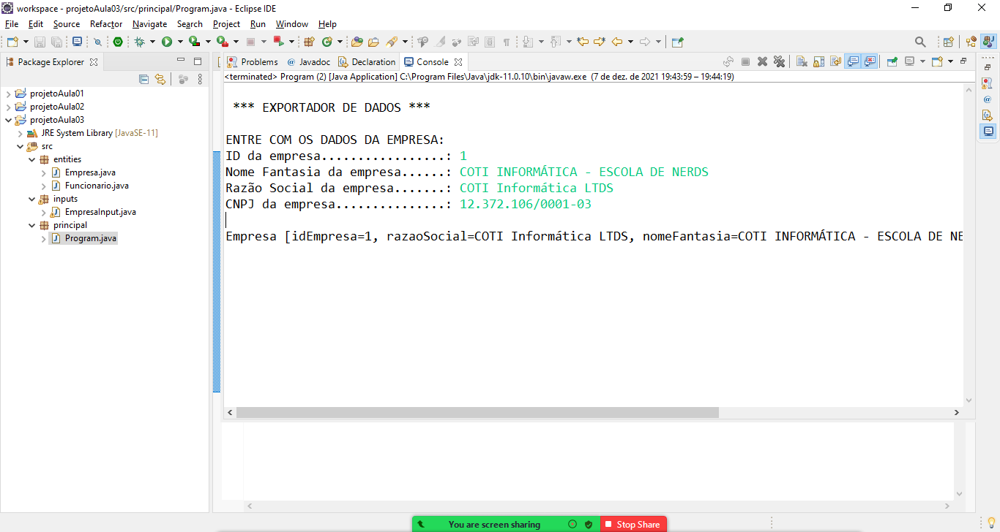 workspace - projetoAula03/src/principal/Program.java - Eclipse IDE
File Edit Source Refactor Navigate Search Project Run Window Help
Package Explorer
projetoAula01
projetoAula02
projetoAula03
JRE System Library [JavaSE-11]
src
entities
Empresa.java
Funcionario.java
inputs
EmpresaInput.java
principal
Program.java
Problems @ Javadoc Declaration Console
<terminated> Program (2) [Java Application] C:\Program Files\Java\jdk-11.0.10\bin\javaw.exe (7 de dez. de 2021 19:43:59 – 19:44:19)
*** EXPORTADOR DE DADOS ***
ENTRE COM OS DADOS DA EMPRESA:
ID da empresa.................: 1
Nome Fantasia da empresa......: COTI INFORMÁTICA - ESCOLA DE NERDS
Razão Social da empresa.......: COTI Informática LTDS
CNPJ da empresa...............: 12.372.106/0001-03
Empresa [idEmpresa=1, razaoSocial=COTI Informática LTDS, nomeFantasia=COTI INFORMÁTICA - ESCOLA DE NE
You are screen sharing
Stop Share